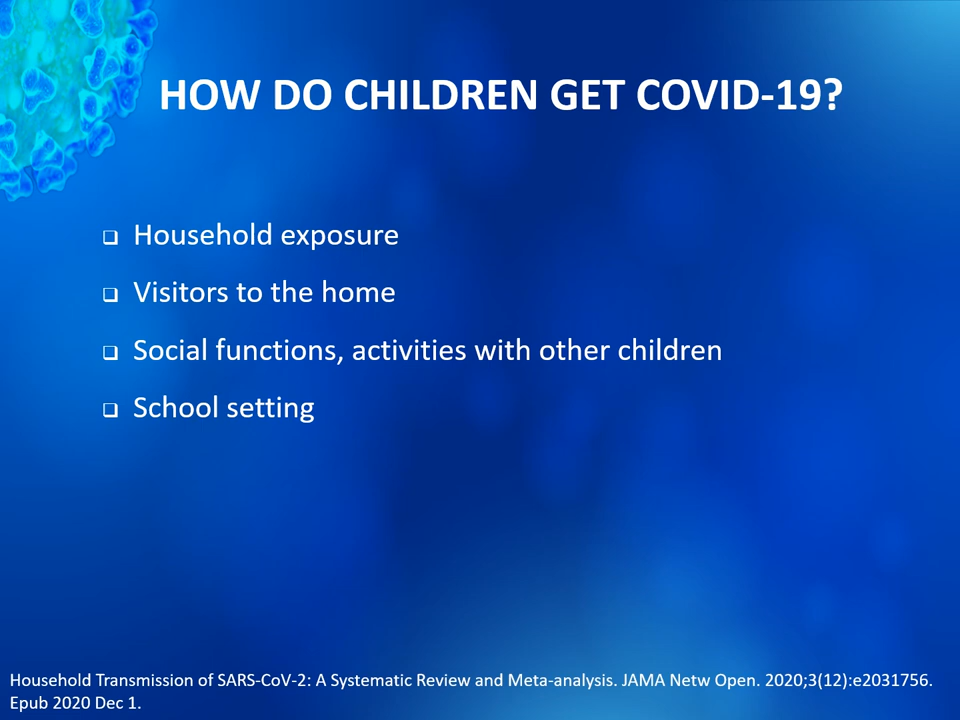 HOW DO CHILDREN GET COVID-19?
❑ Household exposure
❑ Visitors to the home
❑ Social functions, activities with other children
❑ School setting
Household Transmission of SARS-CoV-2: A Systematic Review and Meta-analysis. JAMA Netw Open. 2020;3(12):e2031756.
Epub 2020 Dec 1.